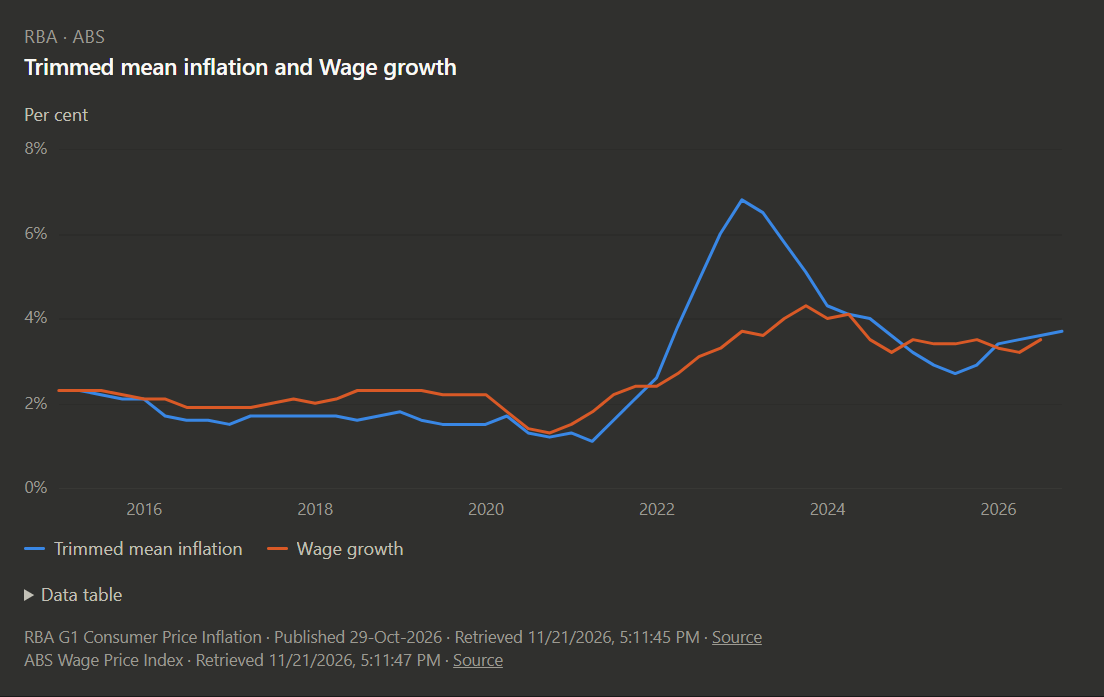 RBA · ABS
Trimmed mean inflation and Wage growth
Per cent
8%
6%
4%
2%
0%
2016 2018 2020 2022 2024 2026
Trimmed mean inflation Wage growth
Data table
RBA G1 Consumer Price Inflation · Published 29-Oct-2026 · Retrieved 11/21/2026, 5:11:45 PM · Source
ABS Wage Price Index · Retrieved 11/21/2026, 5:11:47 PM · Source